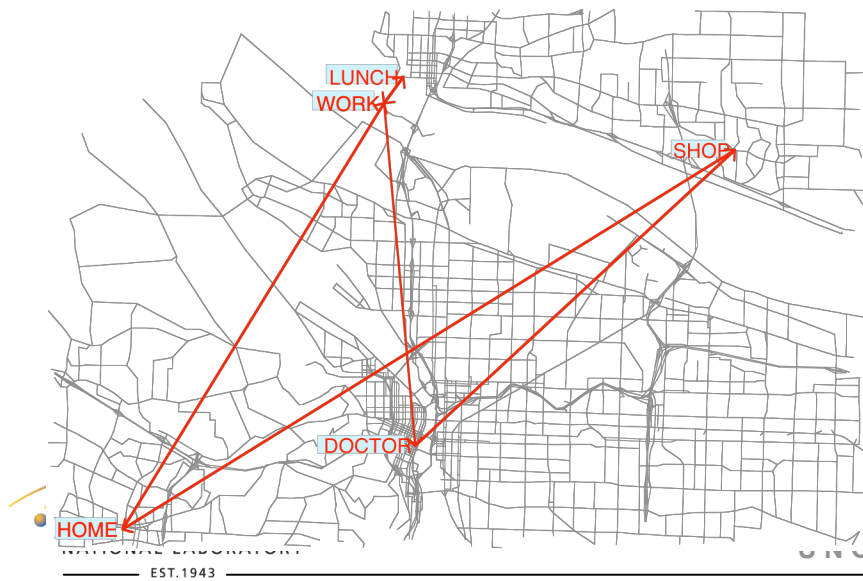 LUNCH
WORK
SHOP
DOCTOR
HOME
NATIONAL LABORATORY
EST.1943